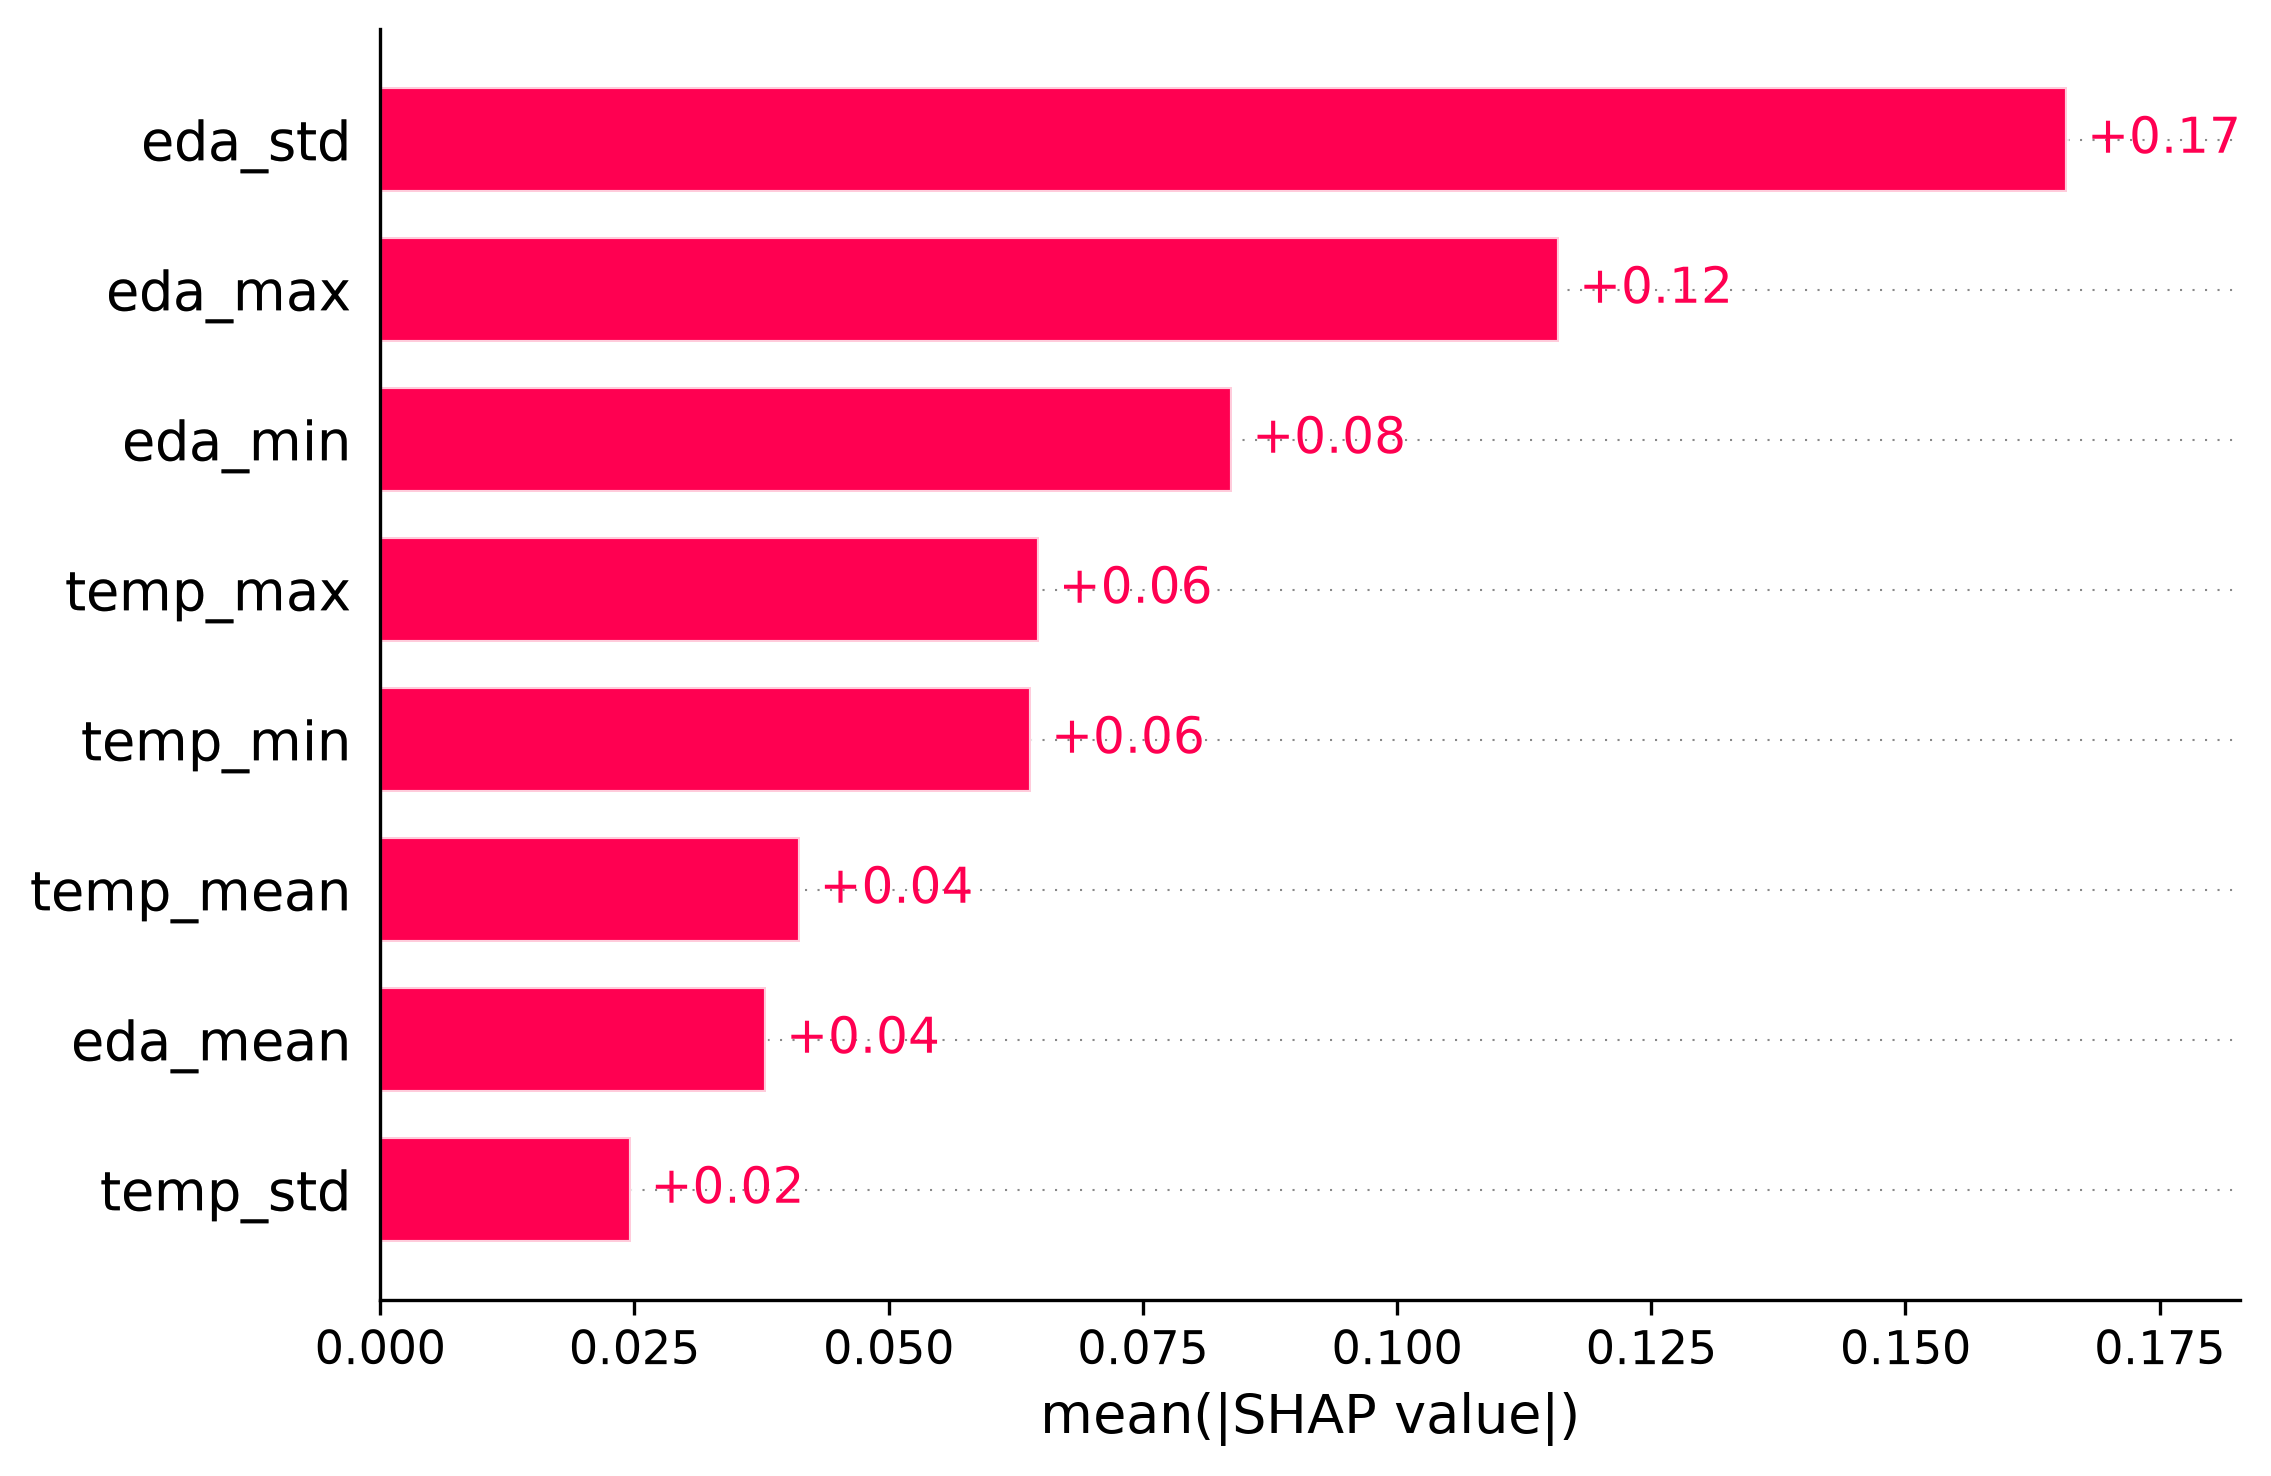 eda_std +0.17
eda_max +0.12
eda_min +0.08
temp_max +0.06
temp_min +0.06
temp_mean +0.04
eda_mean +0.04
temp_std +0.02
0.000 0.025 0.050 0.075 0.100 0.125 0.150 0.175
mean(|SHAP value|)